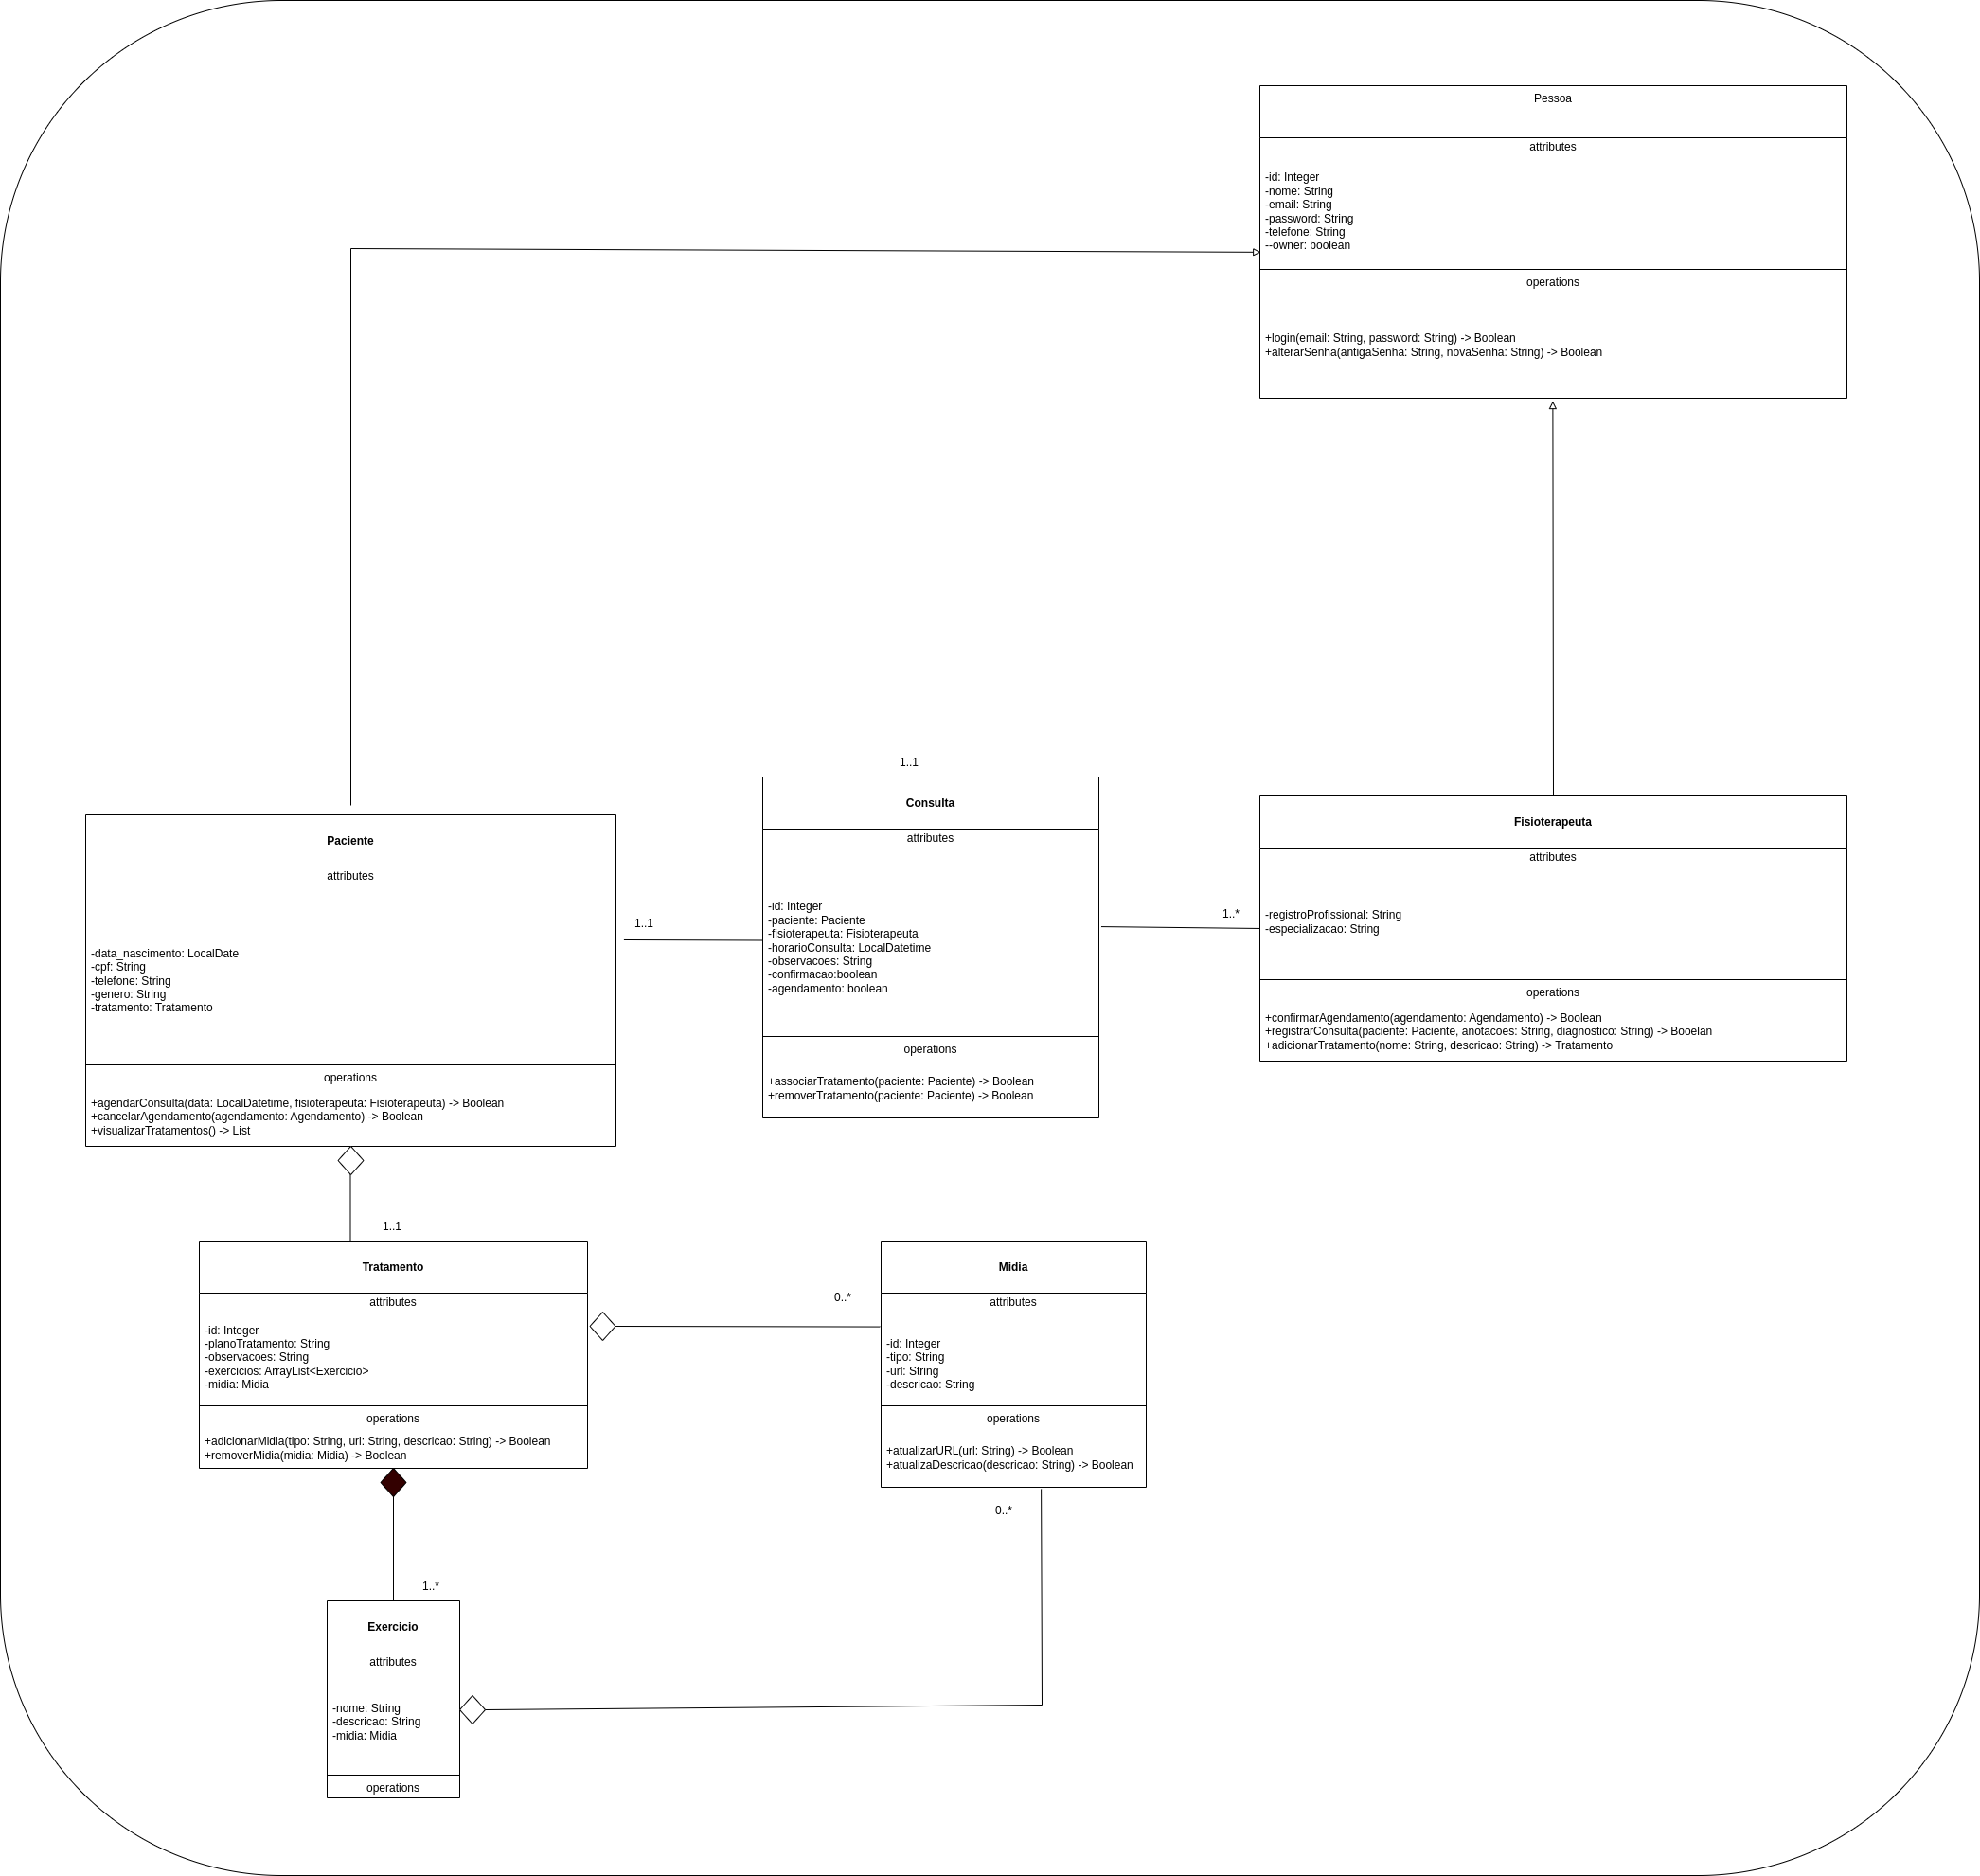 Pessoa
attributes
-id: Integer
-nome: String
-email: String
-password: String
-telefone: String
--owner: boolean
operations
+login(email: String, password: String) -> Boolean
+alterarSenha(antigaSenha: String, novaSenha: String) -> Boolean
1..1
Paciente
attributes
-data_nascimento: LocalDate
-cpf: String
-telefone: String
-genero: String
-tratamento: Tratamento
operations
+agendarConsulta(data: LocalDatetime, fisioterapeuta: Fisioterapeuta) -> Boolean
+cancelarAgendamento(agendamento: Agendamento) -> Boolean
+visualizarTratamentos() -> List
1..1
Consulta
attributes
-id: Integer
-paciente: Paciente
-fisioterapeuta: Fisioterapeuta
-horarioConsulta: LocalDatetime
-observacoes: String
-confirmacao:boolean
-agendamento: boolean
operations
+associarTratamento(paciente: Paciente) -> Boolean
+removerTratamento(paciente: Paciente) -> Boolean
1..*
Fisioterapeuta
attributes
-registroProfissional: String
-especializacao: String
operations
+confirmarAgendamento(agendamento: Agendamento) -> Boolean
+registrarConsulta(paciente: Paciente, anotacoes: String, diagnostico: String) -> Booelan
+adicionarTratamento(nome: String, descricao: String) -> Tratamento
1..1
Tratamento
attributes
-id: Integer
-planoTratamento: String
-observacoes: String
-exercicios: ArrayList<Exercicio>
-midia: Midia
operations
+adicionarMidia(tipo: String, url: String, descricao: String) -> Boolean
+removerMidia(midia: Midia) -> Boolean
0..*
Midia
attributes
-id: Integer
-tipo: String
-url: String
-descricao: String
operations
+atualizarURL(url: String) -> Boolean
+atualizaDescricao(descricao: String) -> Boolean
0..*
1..*
Exercicio
attributes
-nome: String
-descricao: String
-midia: Midia
operations